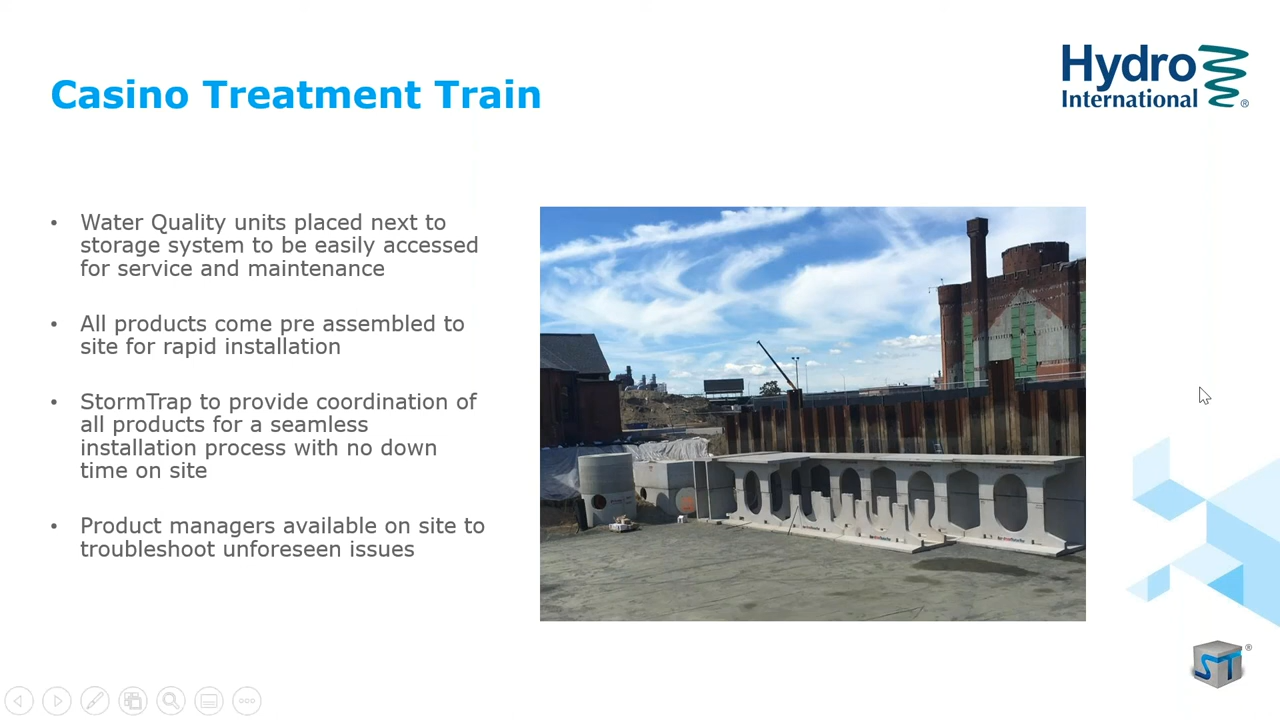 Casino Treatment Train
Hydro
International
®
• Water Quality units placed next to
storage system to be easily accessed
for service and maintenance
• All products come pre assembled to
site for rapid installation
• StormTrap to provide coordination of
all products for a seamless
installation process with no down
time on site
• Product managers available on site to
troubleshoot unforeseen issues
ST
®